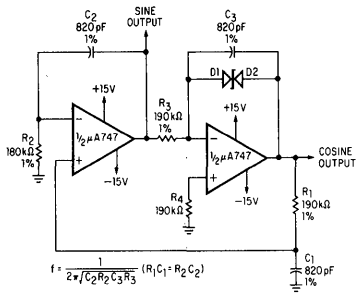 SINE
OUTPUT
C2
820pF
1%
C3
820pF
1%
D1 D2
+15V
+15V
R3
190kΩ
1%
R2
180kΩ
1%
−
+
1/2 μA747
−15V
−
+
1/2 μA747
−15V
COSINE
OUTPUT
R4
190kΩ
R1
190kΩ
1%
C1
820pF
1%
f = 1 / 2π√C2R2C3R3 (R1C1=R2C2)